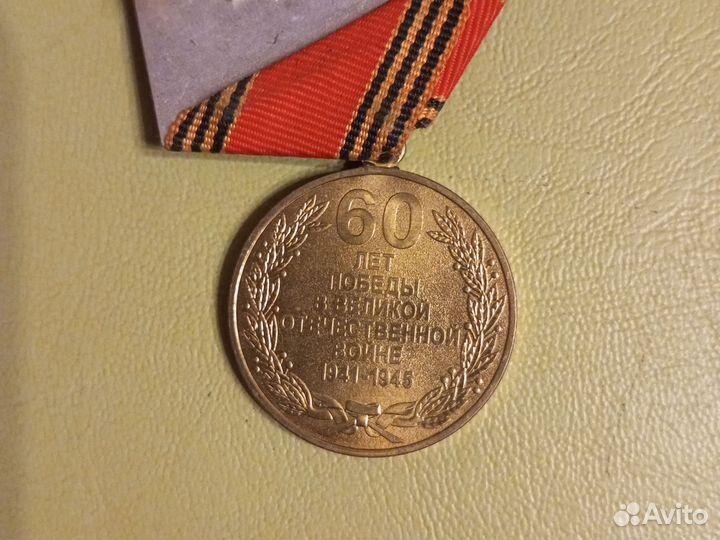 60
ЛЕТ
ПОБЕДЫ
В ВЕЛИКОЙ
ОТЕЧЕСТВЕННОЙ
ВОЙНЕ
1941-1945
Avito